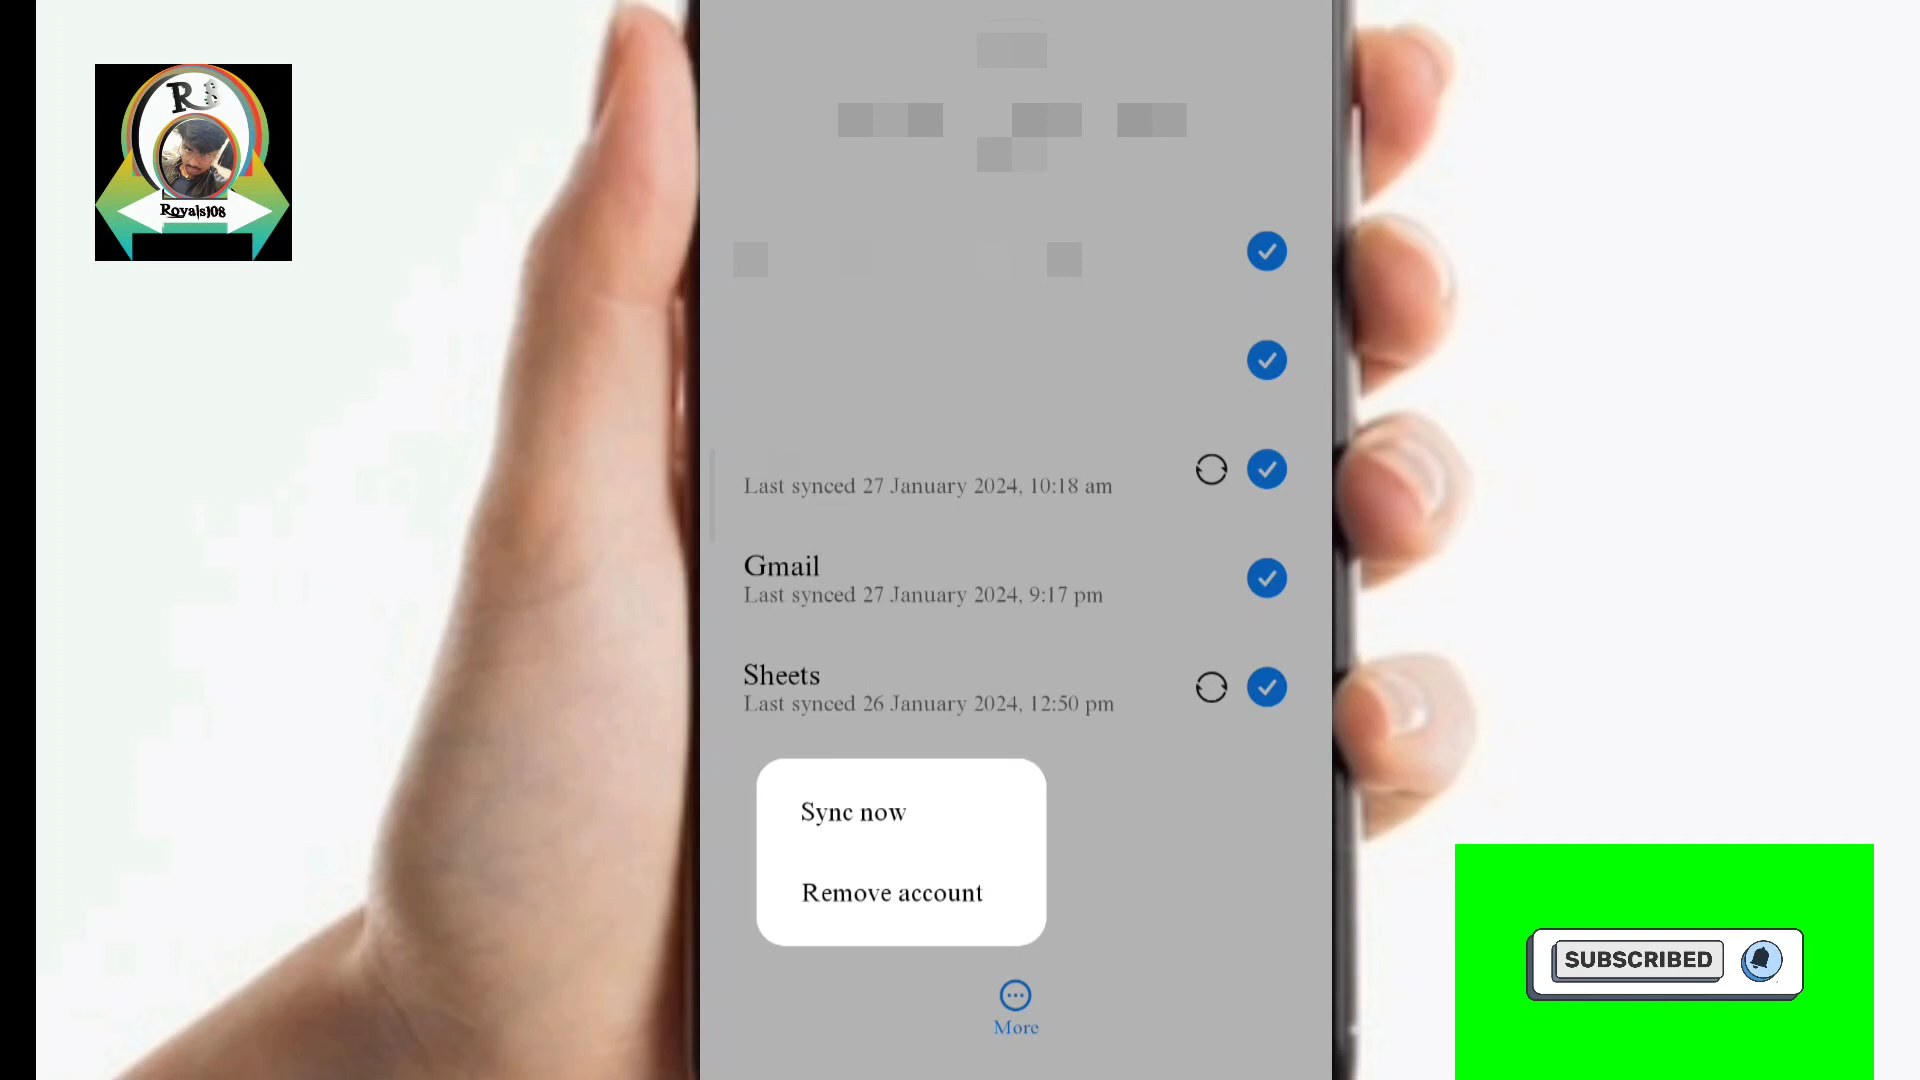 R
Royals108
Last synced 27 January 2024, 10:18 am
Gmail
Last synced 27 January 2024, 9:17 pm
Sheets
Last synced 26 January 2024, 12:50 pm
Sync now
Remove account
More
SUBSCRIBED